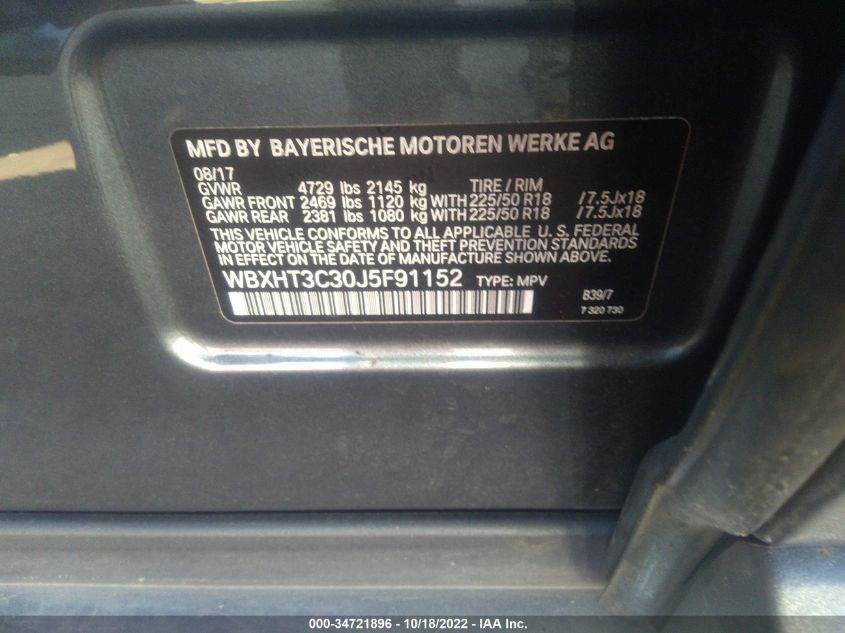 MFD BY BAYERISCHE MOTOREN WERKE AG
08/17
GVWR 4729 lbs 2145 kg TIRE / RIM
GAWR FRONT 2469 lbs 1120 kg WITH 225/50 R18 /7.5Jx18
GAWR REAR 2381 lbs 1080 kg WITH 225/50 R18 /7.5Jx18
THIS VEHICLE CONFORMS TO ALL APPLICABLE U. S. FEDERAL
MOTOR VEHICLE SAFETY AND THEFT PREVENTION STANDARDS
IN EFFECT ON THE DATE OF MANUFACTURE SHOWN ABOVE.
WBXHT3C30J5F91152 TYPE: MPV
B39/7
7 320 730
000-34721896 - 10/18/2022 - IAA Inc.